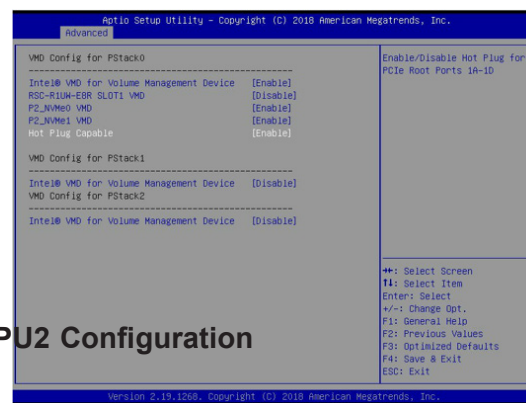 Aptio Setup Utility – Copyright (C) 2018 American Megatrends, Inc.
Advanced
VMD Config for PStack0
Intel® VMD for Volume Management Device [Enable]
RSC-R1UW-E8R SLOT1 VMD [Disable]
P2_NVMe0 VMD [Enable]
P2_NVMe1 VMD [Enable]
Hot Plug Capable [Enable]
VMD Config for PStack1
Intel® VMD for Volume Management Device [Disable]
VMD Config for PStack2
Intel® VMD for Volume Management Device [Disable]
Enable/Disable Hot Plug for
PCIe Root Ports 1A-1D
→←: Select Screen
↑↓: Select Item
Enter: Select
+/-: Change Opt.
F1: General Help
F2: Previous Values
F3: Optimized Defaults
F4: Save & Exit
ESC: Exit
PU2 Configuration
Version 2.19.1268. Copyright (C) 2018 American Megatrends, Inc.